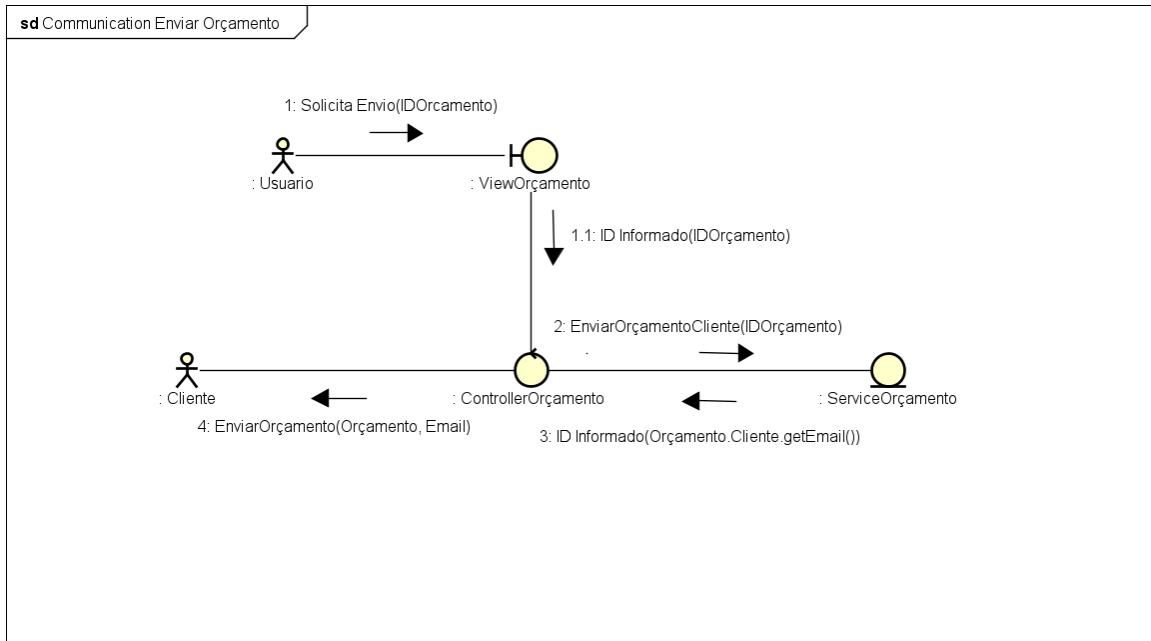 sd Communication Enviar Orçamento
1: Solicita Envio(IDOrcamento)
: Usuario
: ViewOrçamento
1.1: ID Informado(IDOrçamento)
2: EnviarOrçamentoCliente(IDOrçamento)
: Cliente
: ControllerOrçamento
: ServiceOrçamento
4: EnviarOrçamento(Orçamento, Email)
3: ID Informado(Orçamento.Cliente.getEmail())